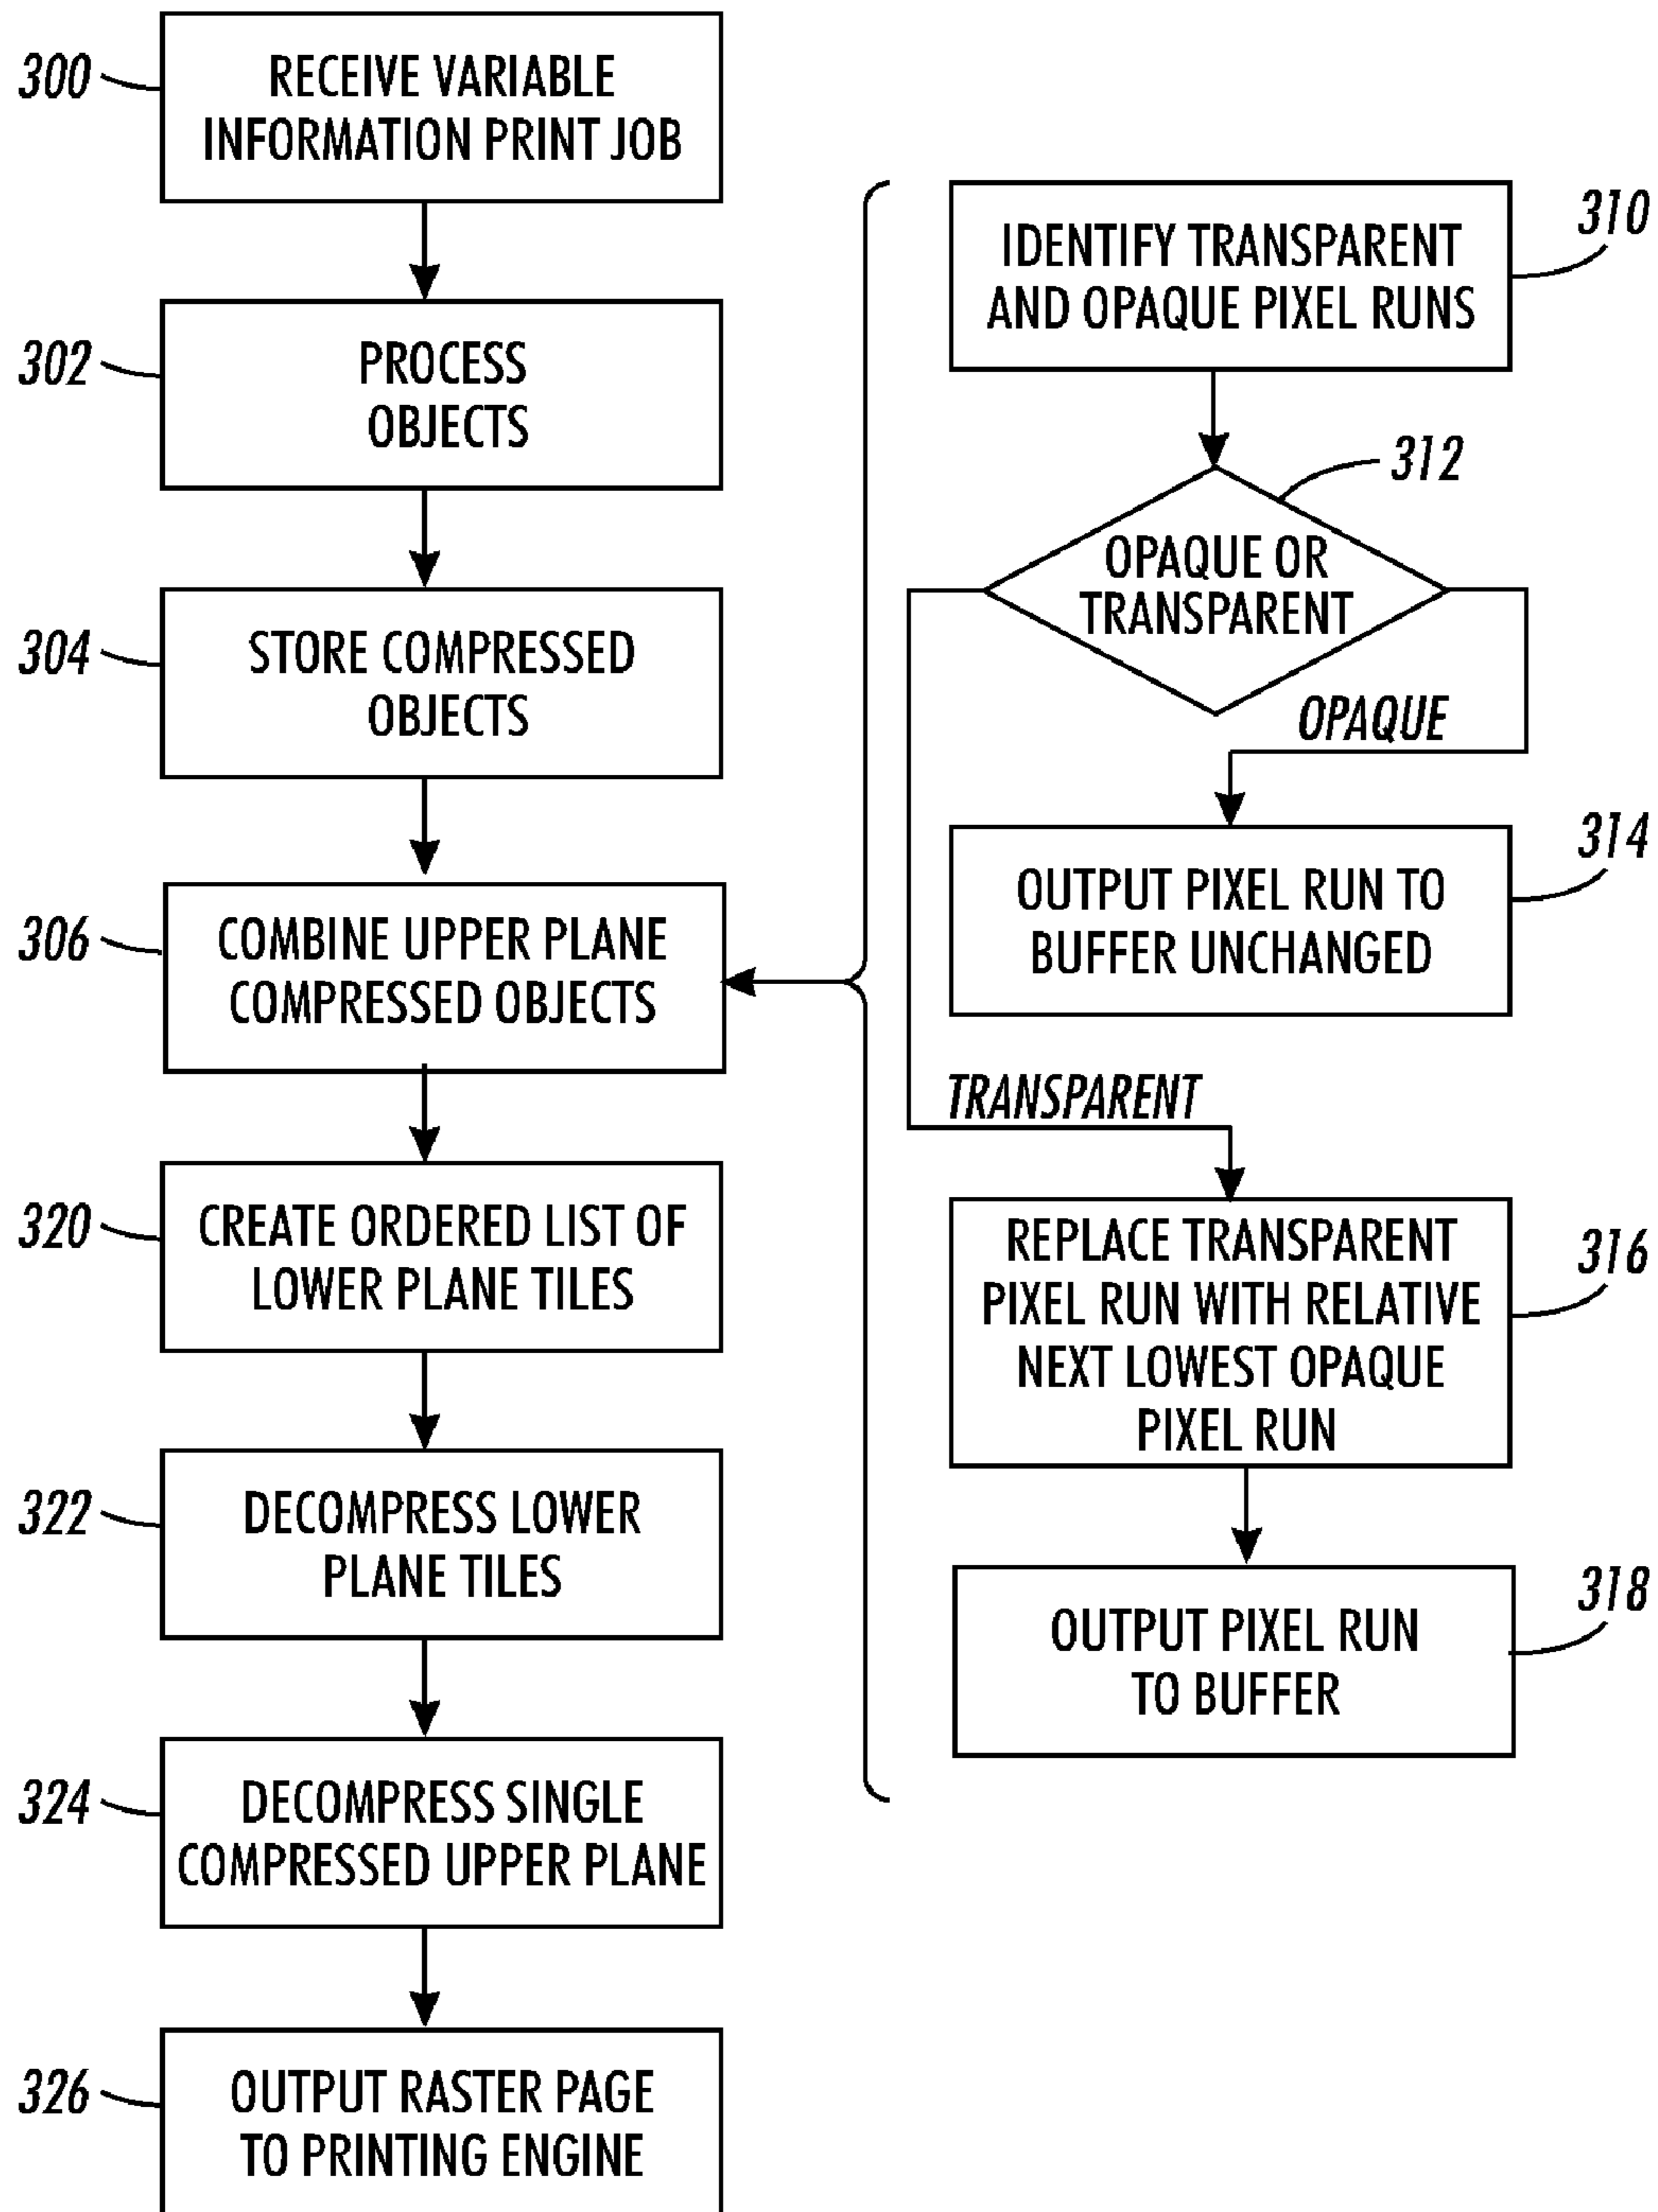 300
RECEIVE VARIABLE
INFORMATION PRINT JOB
302
PROCESS
OBJECTS
304
STORE COMPRESSED
OBJECTS
306
COMBINE UPPER PLANE
COMPRESSED OBJECTS
320
CREATE ORDERED LIST OF
LOWER PLANE TILES
322
DECOMPRESS LOWER
PLANE TILES
324
DECOMPRESS SINGLE
COMPRESSED UPPER PLANE
326
OUTPUT RASTER PAGE
TO PRINTING ENGINE
310
IDENTIFY TRANSPARENT
AND OPAQUE PIXEL RUNS
312
OPAQUE OR
TRANSPARENT
OPAQUE
314
OUTPUT PIXEL RUN TO
BUFFER UNCHANGED
TRANSPARENT
316
REPLACE TRANSPARENT
PIXEL RUN WITH RELATIVE
NEXT LOWEST OPAQUE
PIXEL RUN
318
OUTPUT PIXEL RUN
TO BUFFER